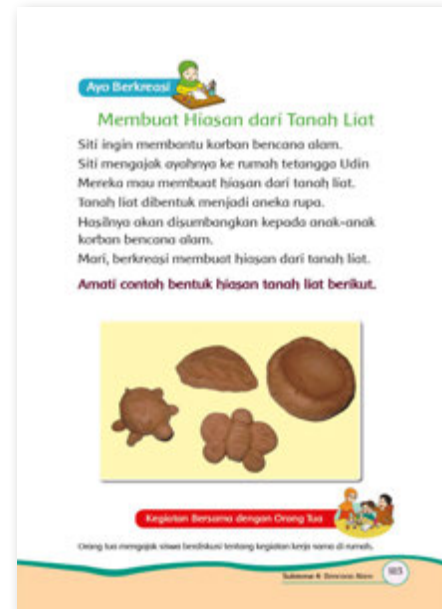 Ayo Berkreasi
Membuat Hiasan dari Tanah Liat
Siti ingin membantu korban bencana alam.
Siti mengajak ayahnya ke rumah tetangga Udin
Mereka mau membuat hiasan dari tanah liat.
Tanah liat dibentuk menjadi aneka rupa.
Hasilnya akan disumbangkan kepada anak-anak
korban bencana alam.
Mari, berkreasi membuat hiasan dari tanah liat.
Amati contoh bentuk hiasan tanah liat berikut.
Kegiatan Bersama dengan Orang Tua
Orang tua mengajak siswa berdiskusi tentang kegiatan kerja sama di rumah.
Subtema 4: Bencana Alam